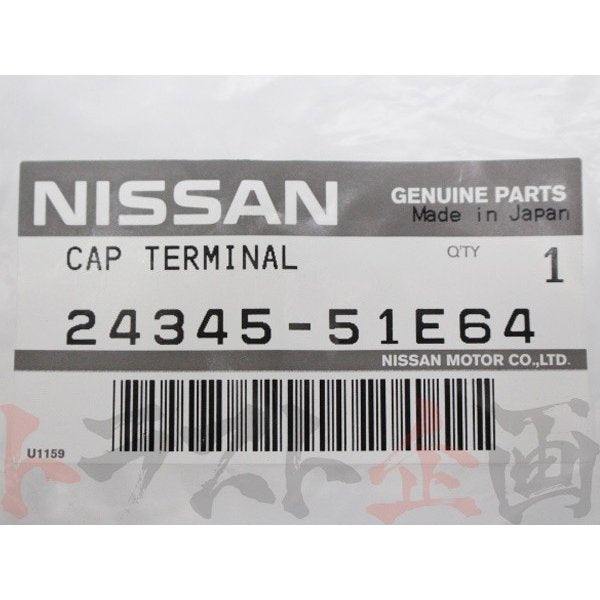 NISSAN
GENUINE PARTS
Made in Japan
CAP TERMINAL
Q'TY 1
24345-51E64
NISSAN MOTOR CO.,LTD.
U1159
トラスト企画